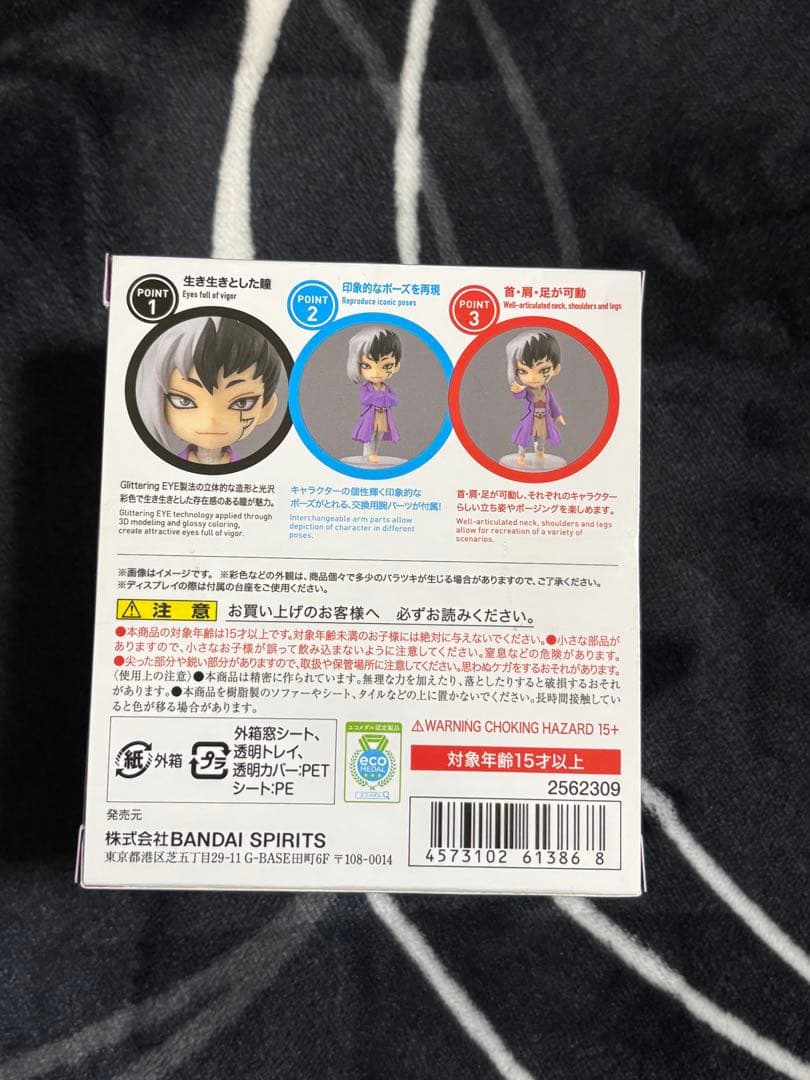 POINT
1
生き生きとした瞳
Eyes full of vigor
POINT
2
印象的なポーズを再現
Reproduce iconic poses
POINT
3
首・肩・足が可動
Well-articulated neck, shoulders and legs
Glittering EYE製法の立体的な造形と光沢
彩色で生き生きとした存在感のある瞳が魅力。
Glittering EYE technology applied through
3D modeling and glossy coloring,
create attractive eyes full of vigor.
キャラクターの個性輝く印象的な
ポーズがとれる、交換用腕パーツが付属!
Interchangeable arm parts allow
depiction of character in different
poses.
首・肩・足が可動し、それぞれのキャラクター
らしい立ち姿やポージングを楽しめます。
Well-articulated neck, shoulders and legs
allow for recreation of a variety of
scenarios.
※画像はイメージです。 ※彩色などの外観は、商品個々で多少のバラツキが生じる場合がありますので、ご了承ください。
※ディスプレイの際は付属の台座をご使用ください。
注意 お買い上げのお客様へ 必ずお読みください。
●本商品の対象年齢は15才以上です。対象年齢未満のお子様には絶対に与えないでください。●小さな部品が
ありますので、小さなお子様が誤って飲み込まないように注意してください。窒息などの危険があります。
●尖った部分や鋭い部分がありますので、取扱や保管場所に注意してください。思わぬケガをするおそれがあります。
〈使用上の注意〉●本商品は精密に作られています。無理な力を加えたり、落としたりすると破損するおそれ
があります。●本商品を樹脂製のソファーやシート、タイルなどの上に置かないでください。長時間接触してい
ると色が移る場合があります。
紙 外箱
プラ
外箱窓シート、
透明トレイ、
透明カバー:PET
シート:PE
エコメダル認定製品
eco
MEDAL
エコメダル
⚠WARNING CHOKING HAZARD 15+
対象年齢15才以上
2562309
4573102 61386 8
発売元
株式会社BANDAI SPIRITS
東京都港区芝五丁目29-11 G-BASE田町6F 〒108-0014